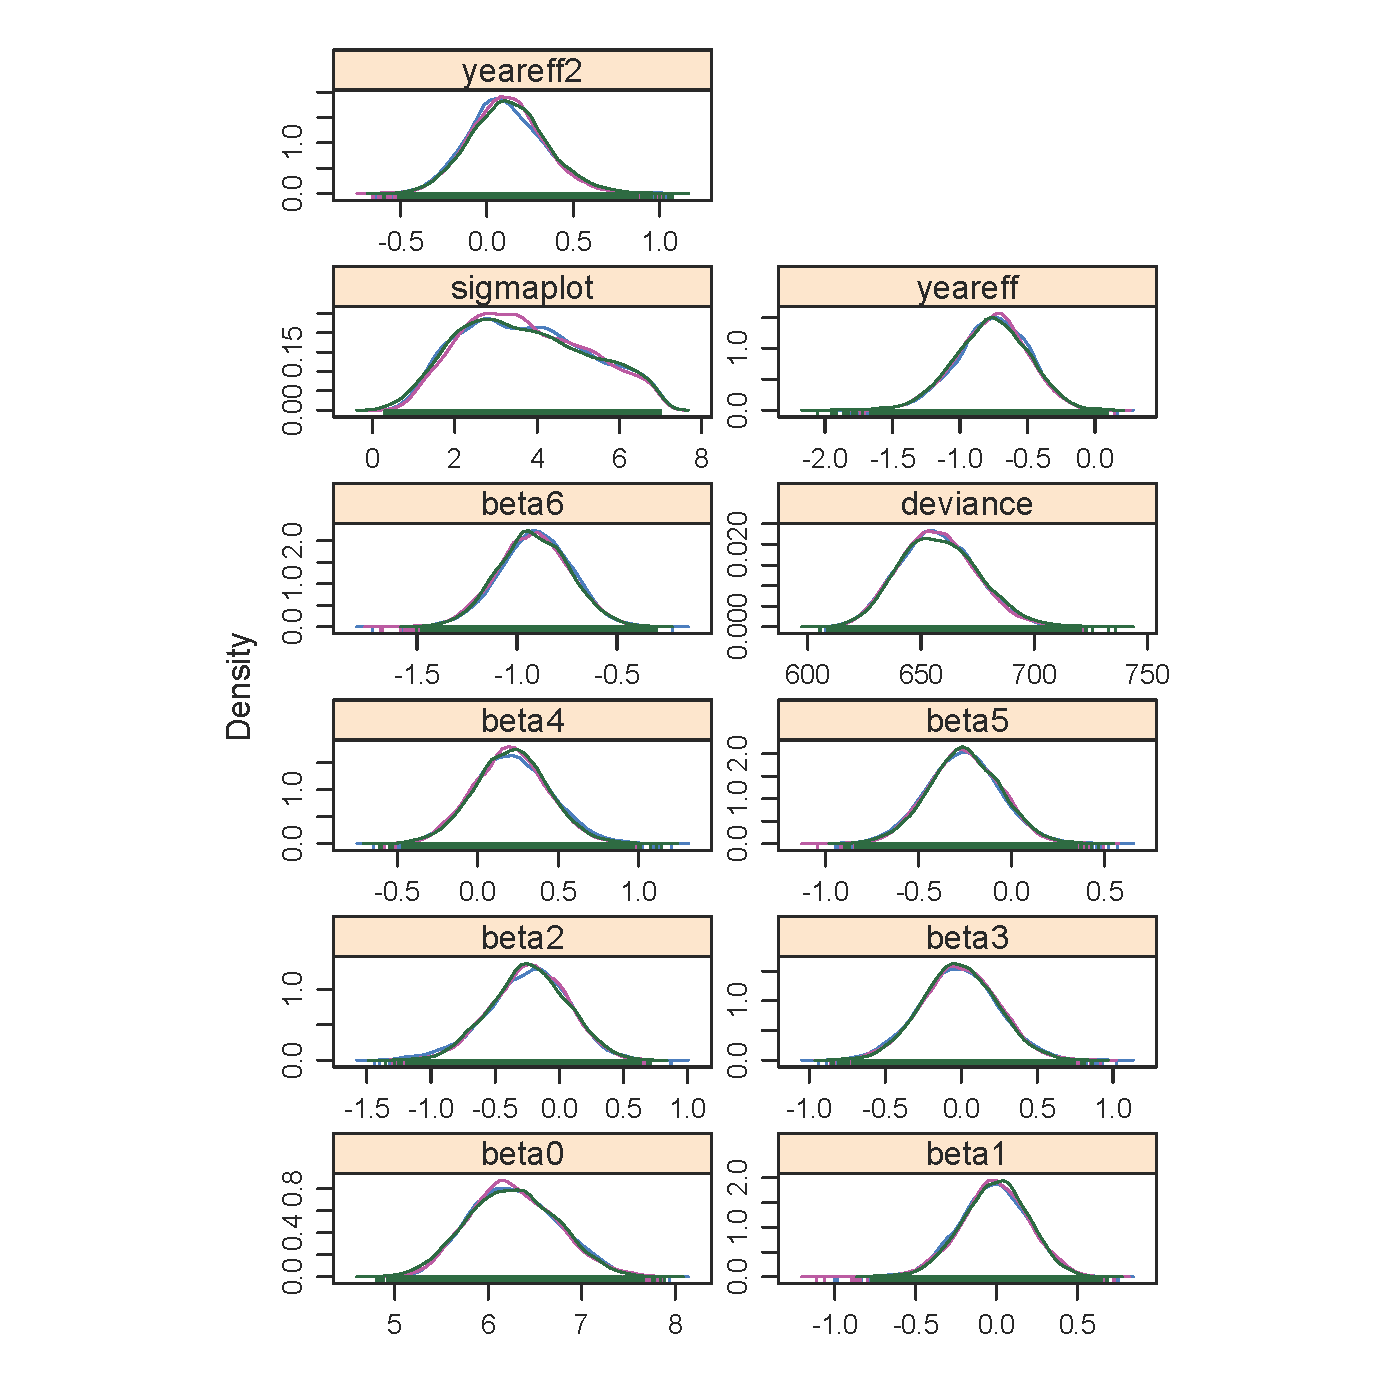 yeareff2
0.0 1.0
-0.5 0.0 0.5 1.0
sigmaplot
0.00 0.15
0 2 4 6 8
yeareff
0.0 1.0
-2.0 -1.5 -1.0 -0.5 0.0
beta6
0.0 1.0 2.0
-1.5 -1.0 -0.5
deviance
0.000 0.020
600 650 700 750
Density
beta4
0.0 1.0
-0.5 0.0 0.5 1.0
beta5
0.0 1.0 2.0
-1.0 -0.5 0.0 0.5
beta2
0.0 1.0
-1.5 -1.0 -0.5 0.0 0.5 1.0
beta3
0.0 1.0
-1.0 -0.5 0.0 0.5 1.0
beta0
0.0 0.4 0.8
5 6 7 8
beta1
0.0 1.0 2.0
-1.0 -0.5 0.0 0.5